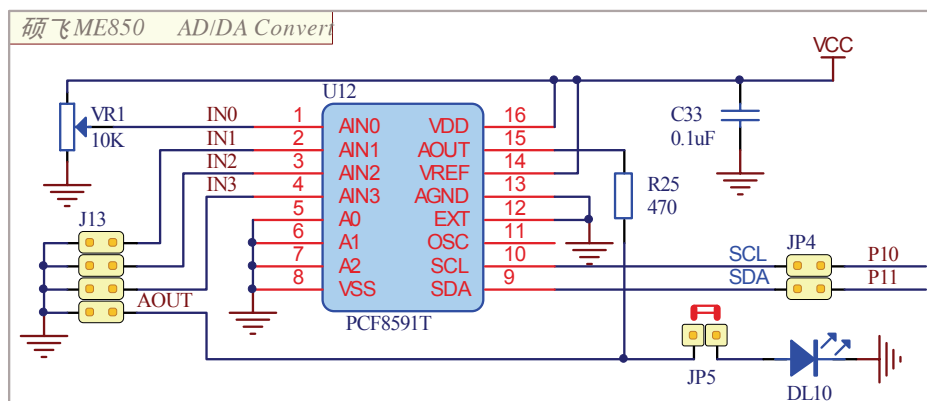 硕飞ME850 AD/DA Convert
VCC
U12
VR1
10K
IN0
IN1
IN2
IN3
1
2
3
4
5
6
7
8
AIN0
AIN1
AIN2
AIN3
A0
A1
A2
VSS
VDD
AOUT
VREF
AGND
EXT
OSC
SCL
SDA
16
15
14
13
12
11
10
9
PCF8591T
C33
0.1uF
R25
470
J13
AOUT
SCL
SDA
JP4
P10
P11
JP5
DL10